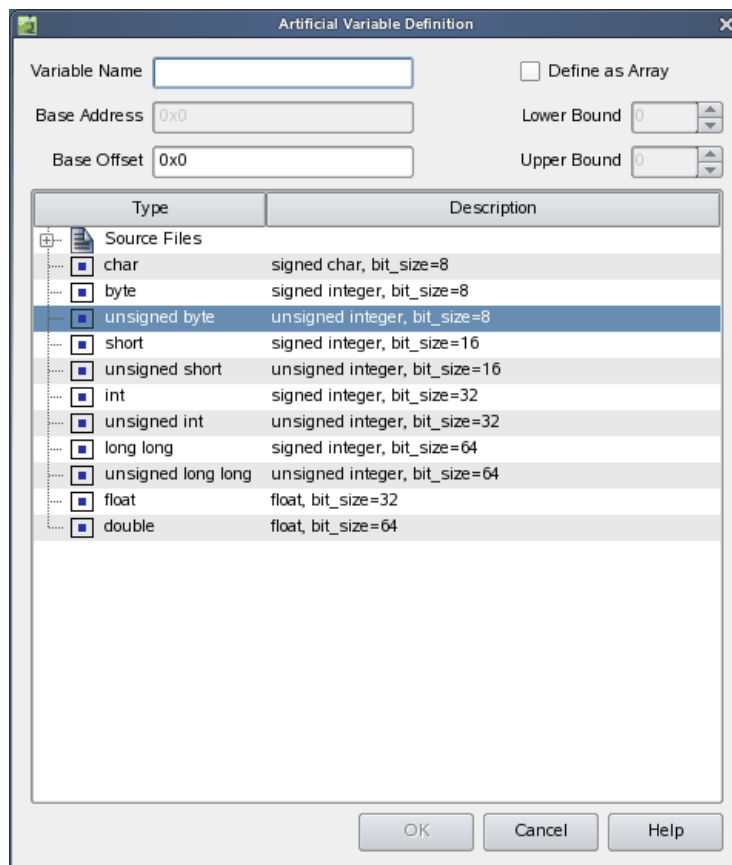 Artificial Variable Definition
Variable Name
Define as Array
Base Address 0x0
Lower Bound 0
Base Offset 0x0
Upper Bound 0
Type Description
Source Files
char signed char, bit_size=8
byte signed integer, bit_size=8
unsigned byte unsigned integer, bit_size=8
short signed integer, bit_size=16
unsigned short unsigned integer, bit_size=16
int signed integer, bit_size=32
unsigned int unsigned integer, bit_size=32
long long signed integer, bit_size=64
unsigned long long unsigned integer, bit_size=64
float float, bit_size=32
double float, bit_size=64
OK Cancel Help